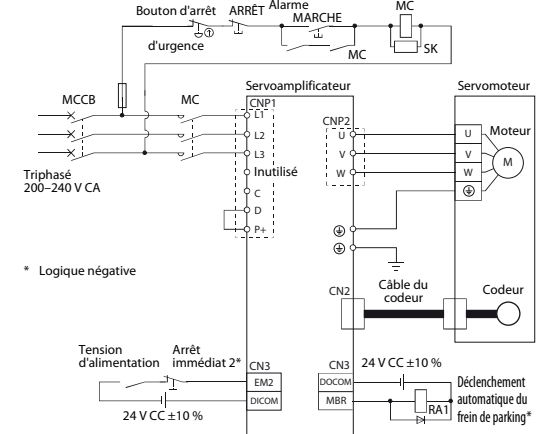 Alarme
Bouton d'arrêt
ARRÊT
MARCHE
MC
①
d'urgence
MC
SK
Servoamplificateur
Servomoteur
MCCB
MC
CNP1
L1
CNP2
L2
U
U
Moteur
L3
V
V
M
Inutilisé
W
W
Triphasé
200–240 V CA
C
D
P+
* Logique négative
CN2
Câble du
codeur
Codeur
Tension
d'alimentation
Arrêt
immédiat 2*
CN3
CN3
24 V CC ±10 %
EM2
DOCOM
DICOM
MBR
24 V CC ±10 %
RA1
Déclenchement
automatique du
frein de parking*